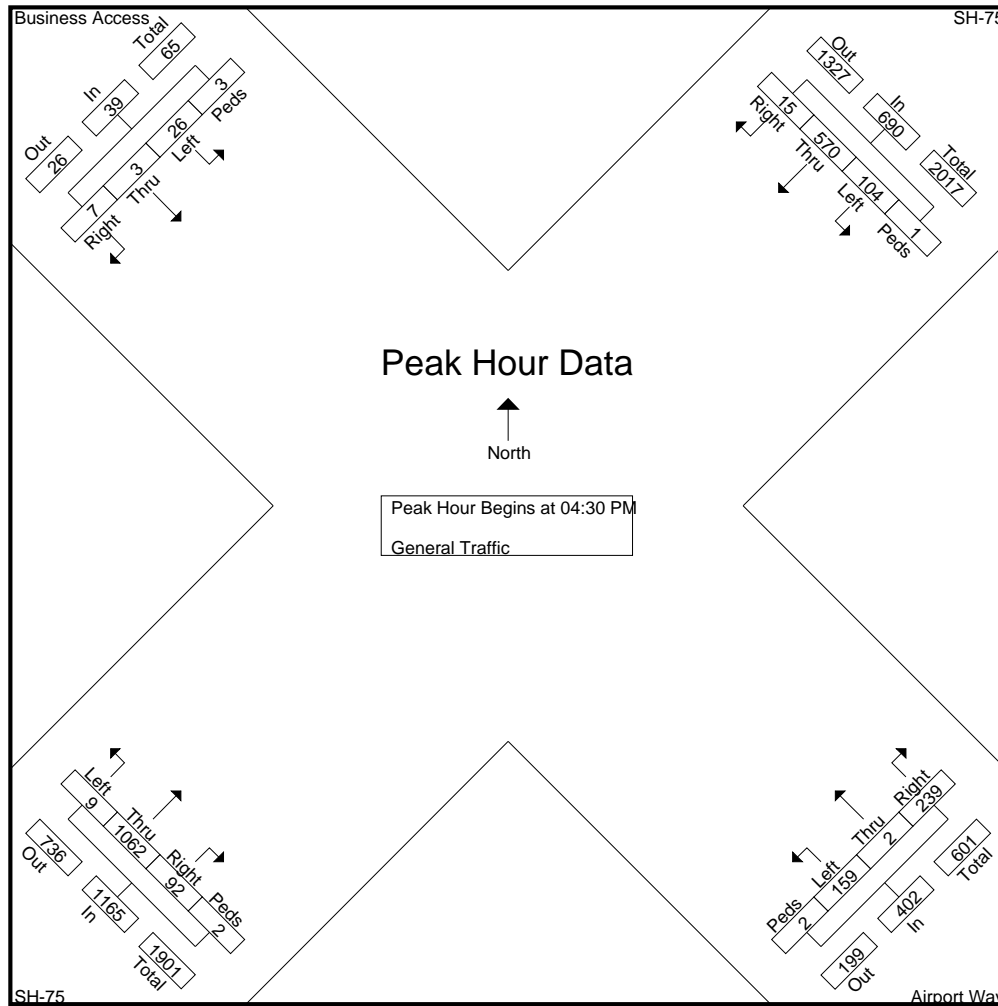 Business Access
SH-75
Out
26
In
39
Total
65
Right
7
Thru
3
Left
26
Peds
3
Out
1327
In
690
Total
2017
Right
15
Thru
570
Left
104
Peds
1
Peak Hour Data
North
Peak Hour Begins at 04:30 PM
General Traffic
Left
9
Thru
1062
Right
92
Peds
2
736
Out
1165
In
1901
Total
Peds
2
Left
159
Thru
2
Right
239
199
Out
402
In
601
Total
SH-75
Airport Way